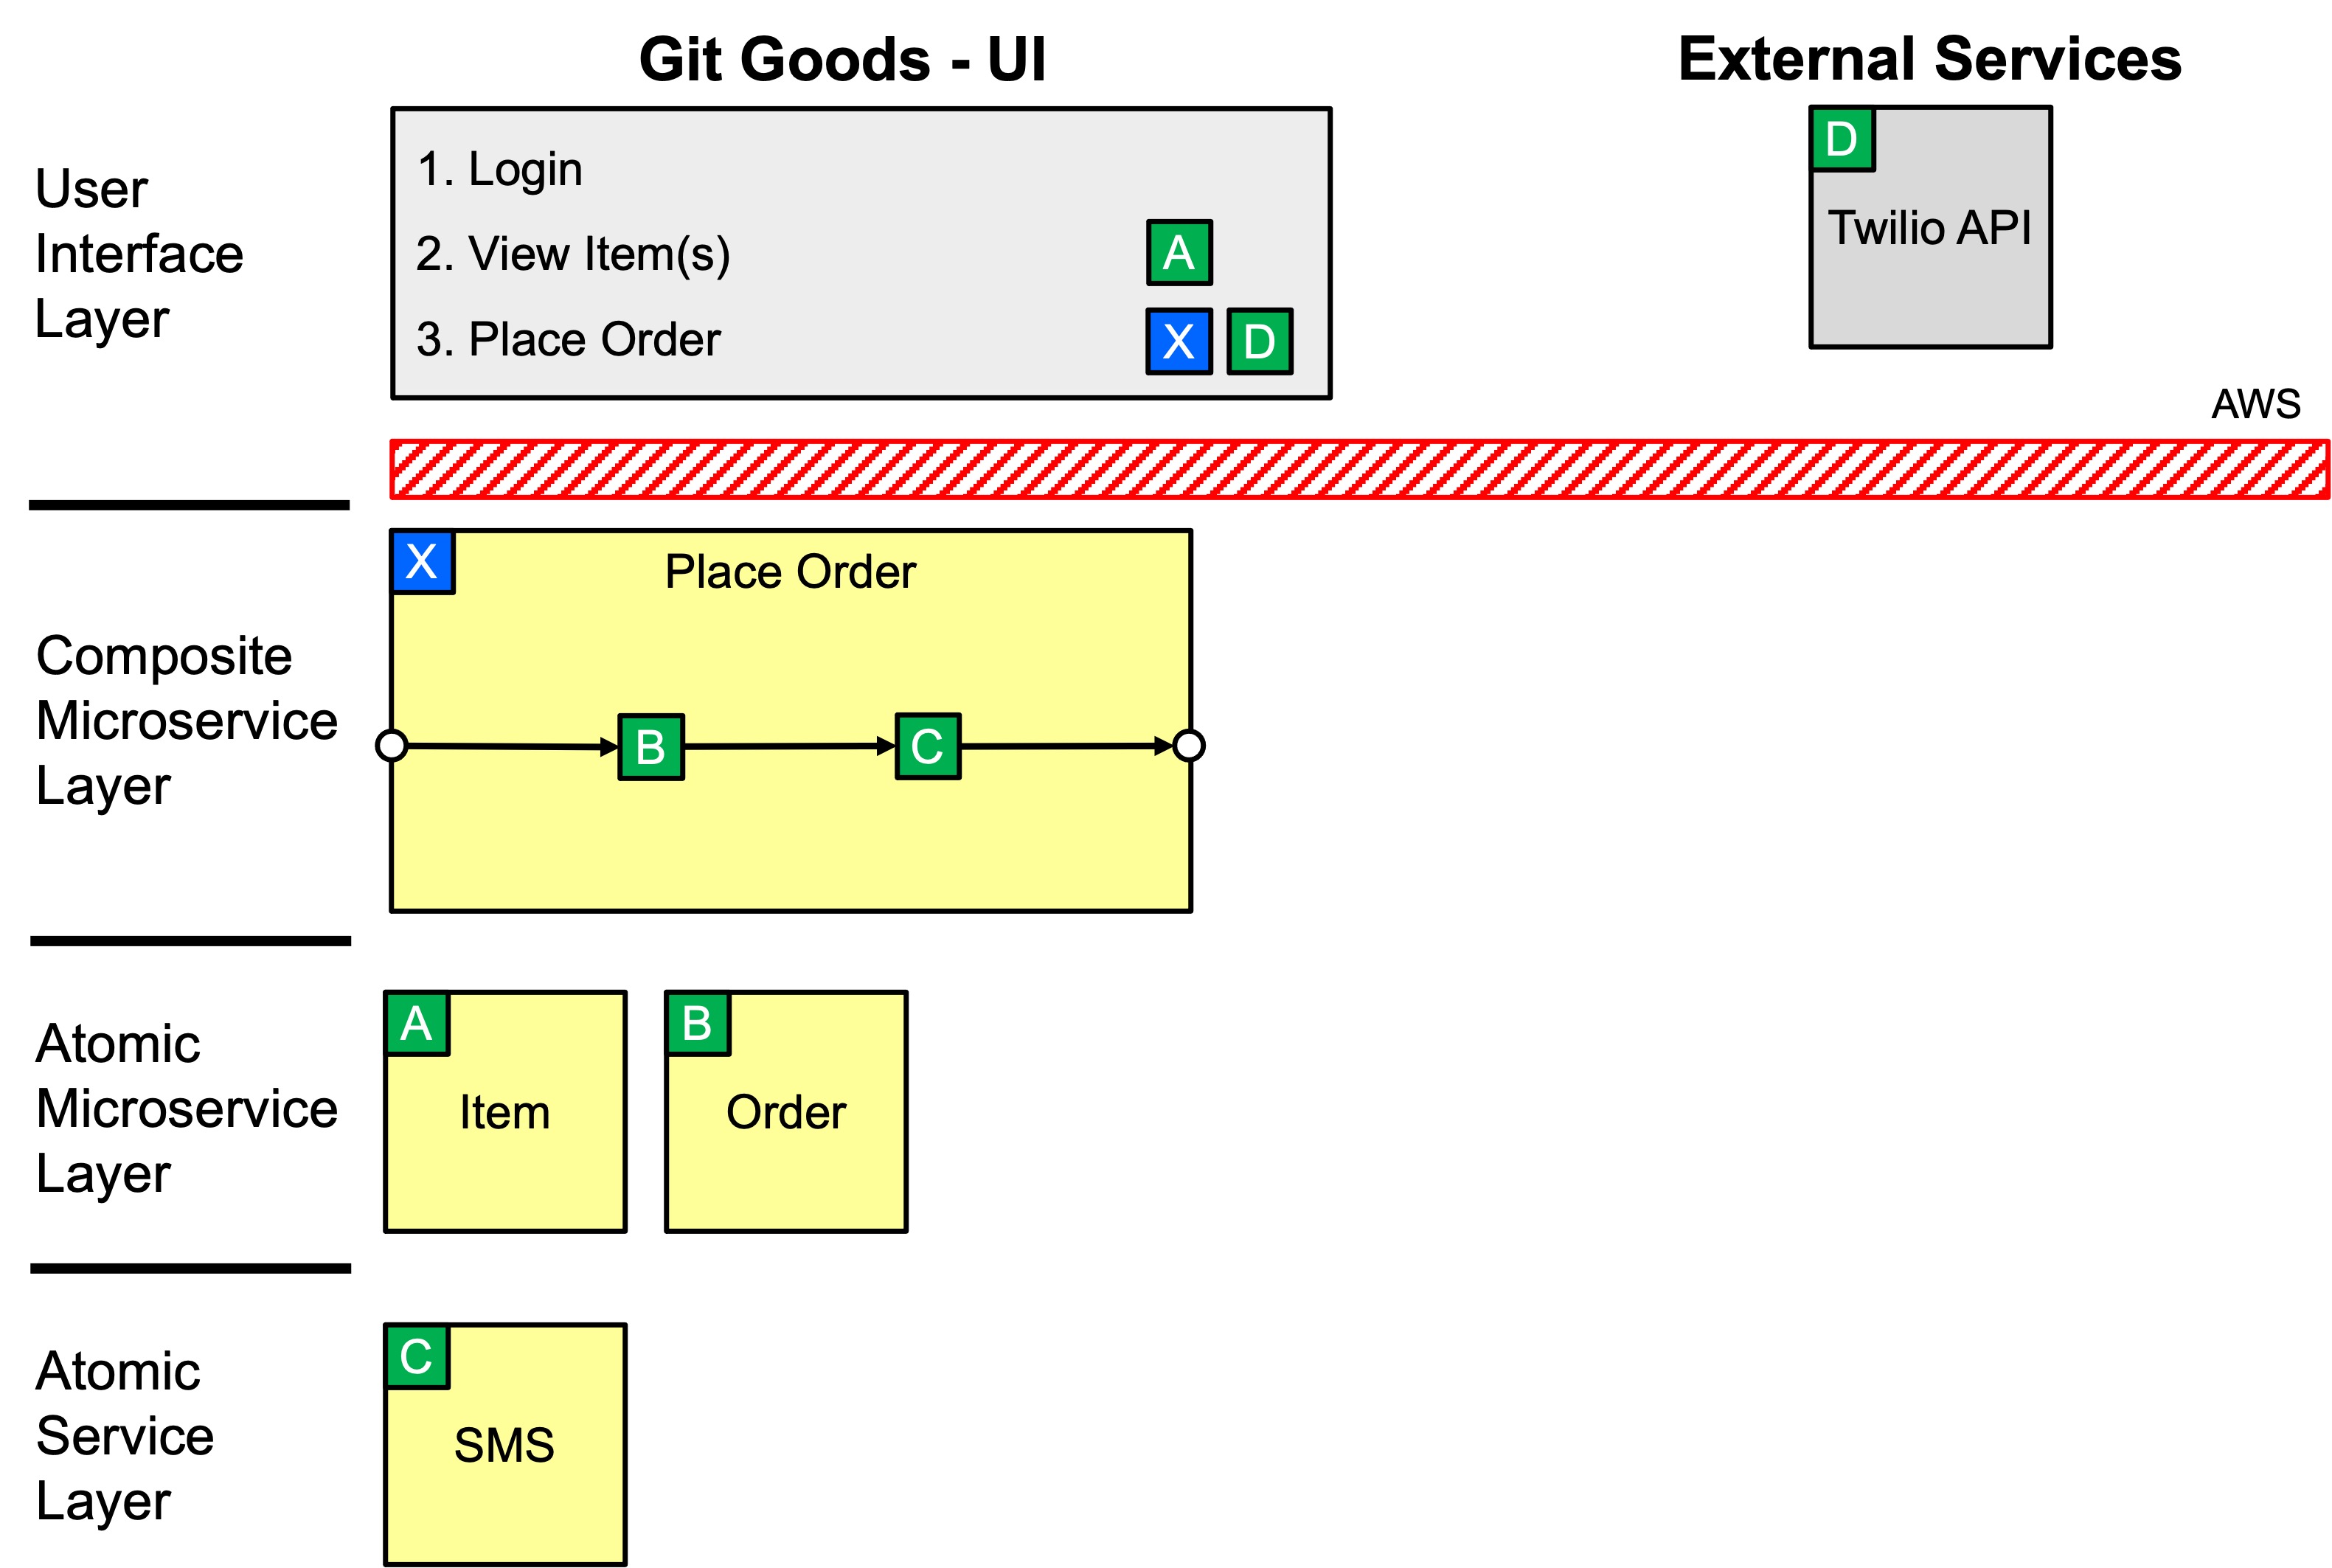 Git Goods - UI
External Services
User
Interface
Layer
1. Login
2. View Item(s)
A
3. Place Order
X
D
D
Twilio API
AWS
Composite
Microservice
Layer
X
Place Order
B
C
Atomic
Microservice
Layer
A
Item
B
Order
Atomic
Service
Layer
C
SMS